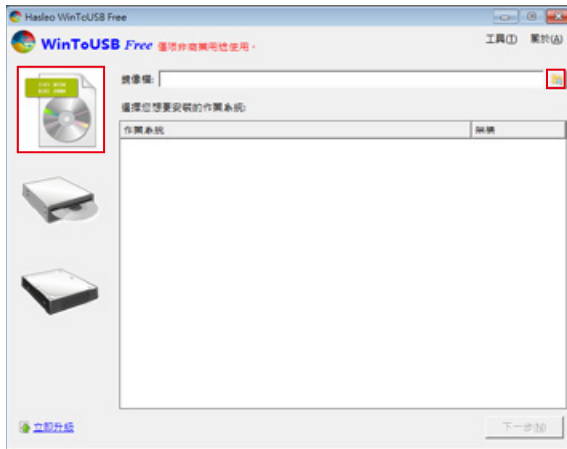 Hasleo WinToUSB Free
WinToUSB Free 僅限非商業用途使用。
工具(T) 關於(A)
鏡像檔:
選擇您想要安裝的作業系統:
作業系統 架構
立即升級
下一步(N)